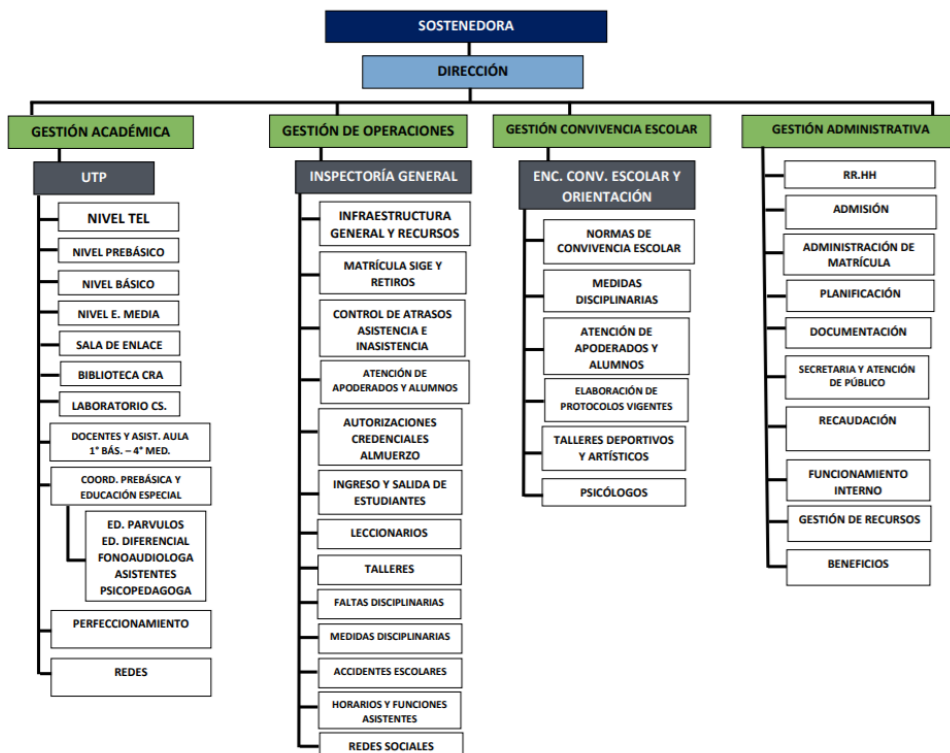 SOSTENEDORA
DIRECCIÓN
GESTIÓN ACADÉMICA
UTP
NIVEL TEL
NIVEL PREBÁSICO
NIVEL BÁSICO
NIVEL E. MEDIA
SALA DE ENLACE
BIBLIOTECA CRA
LABORATORIO CS.
DOCENTES Y ASIST. AULA
1° BÁS. – 4° MED.
COORD. PREBÁSICA Y
EDUCACIÓN ESPECIAL
ED. PARVULOS
ED. DIFERENCIAL
FONOAUDIOLOGA
ASISTENTES
PSICOPEDAGOGA
PERFECCIONAMIENTO
REDES
GESTIÓN DE OPERACIONES
INSPECTORÍA GENERAL
INFRAESTRUCTURA
GENERAL Y RECURSOS
MATRÍCULA SIGE Y
RETIROS
CONTROL DE ATRASOS
ASISTENCIA E
INASISTENCIA
ATENCIÓN DE
APODERADOS Y ALUMNOS
AUTORIZACIONES
CREDENCIALES
ALMUERZO
INGRESO Y SALIDA DE
ESTUDIANTES
LECCIONARIOS
TALLERES
FALTAS DISCIPLINARIAS
MEDIDAS DISCIPLINARIAS
ACCIDENTES ESCOLARES
HORARIOS Y FUNCIONES
ASISTENTES
REDES SOCIALES
GESTIÓN CONVIVENCIA ESCOLAR
ENC. CONV. ESCOLAR Y
ORIENTACIÓN
NORMAS DE
CONVIVENCIA ESCOLAR
MEDIDAS
DISCIPLINARIAS
ATENCIÓN DE
APODERADOS Y
ALUMNOS
ELABORACIÓN DE
PROTOCOLOS VIGENTES
TALLERES DEPORTIVOS
Y ARTÍSTICOS
PSICÓLOGOS
GESTIÓN ADMINISTRATIVA
RR.HH
ADMISIÓN
ADMINISTRACIÓN DE
MATRÍCULA
PLANIFICACIÓN
DOCUMENTACIÓN
SECRETARIA Y ATENCIÓN
DE PÚBLICO
RECAUDACIÓN
FUNCIONAMIENTO
INTERNO
GESTIÓN DE RECURSOS
BENEFICIOS